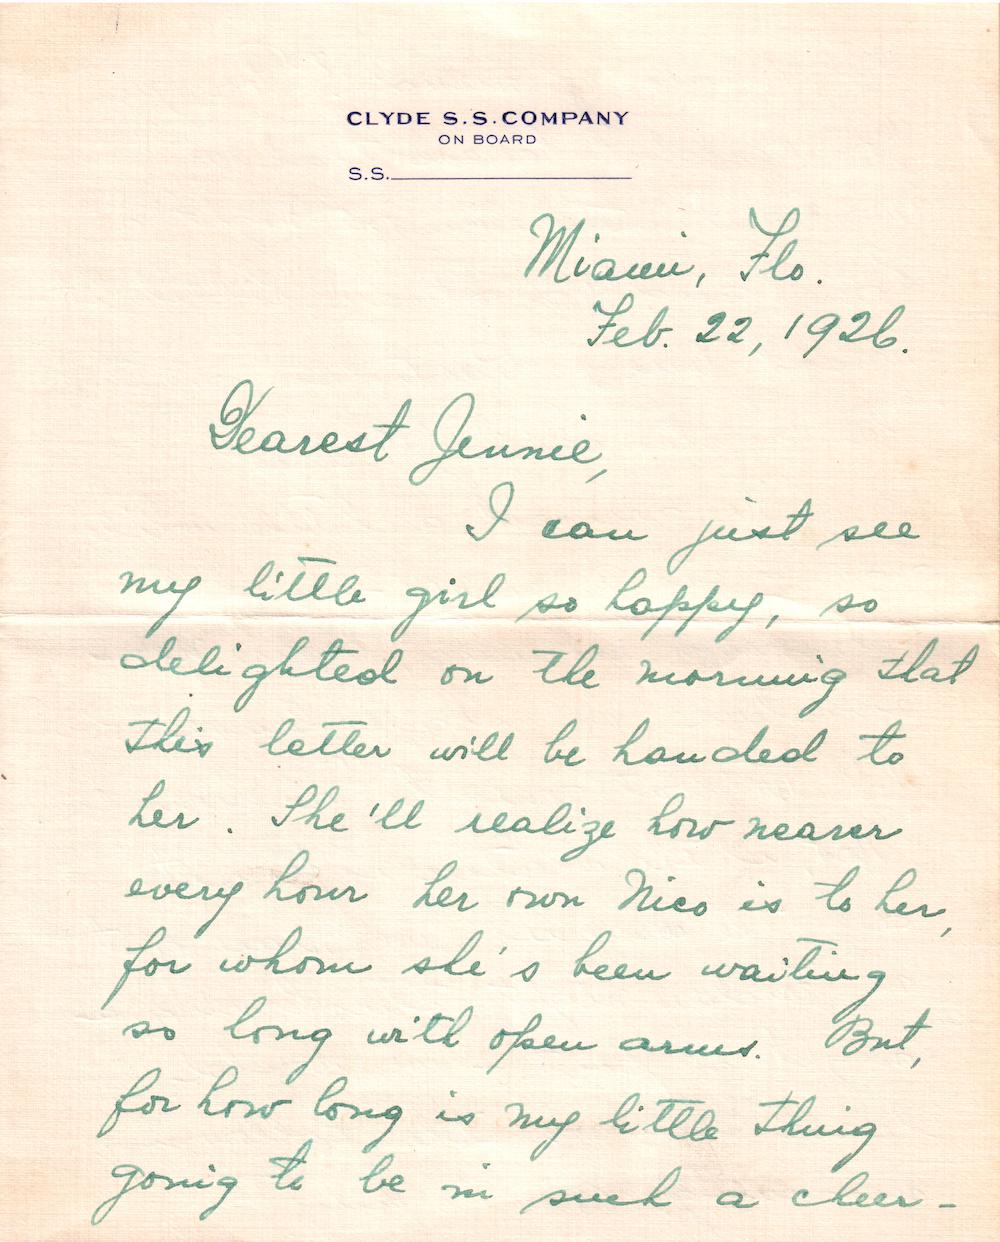 CLYDE S.S. COMPANY
ON BOARD
S.S.
Miami, Flo.
Feb. 22, 1926.
Dearest Jennie,
I can just see
my little girl so happy, so
delighted on the morning that
this letter will be handed to
her. She'll realize how nearer
every hour her own Nico is to her,
for whom she's been waiting
so long with open arms. But,
for how long is my little thing
going to be in such a cheer-